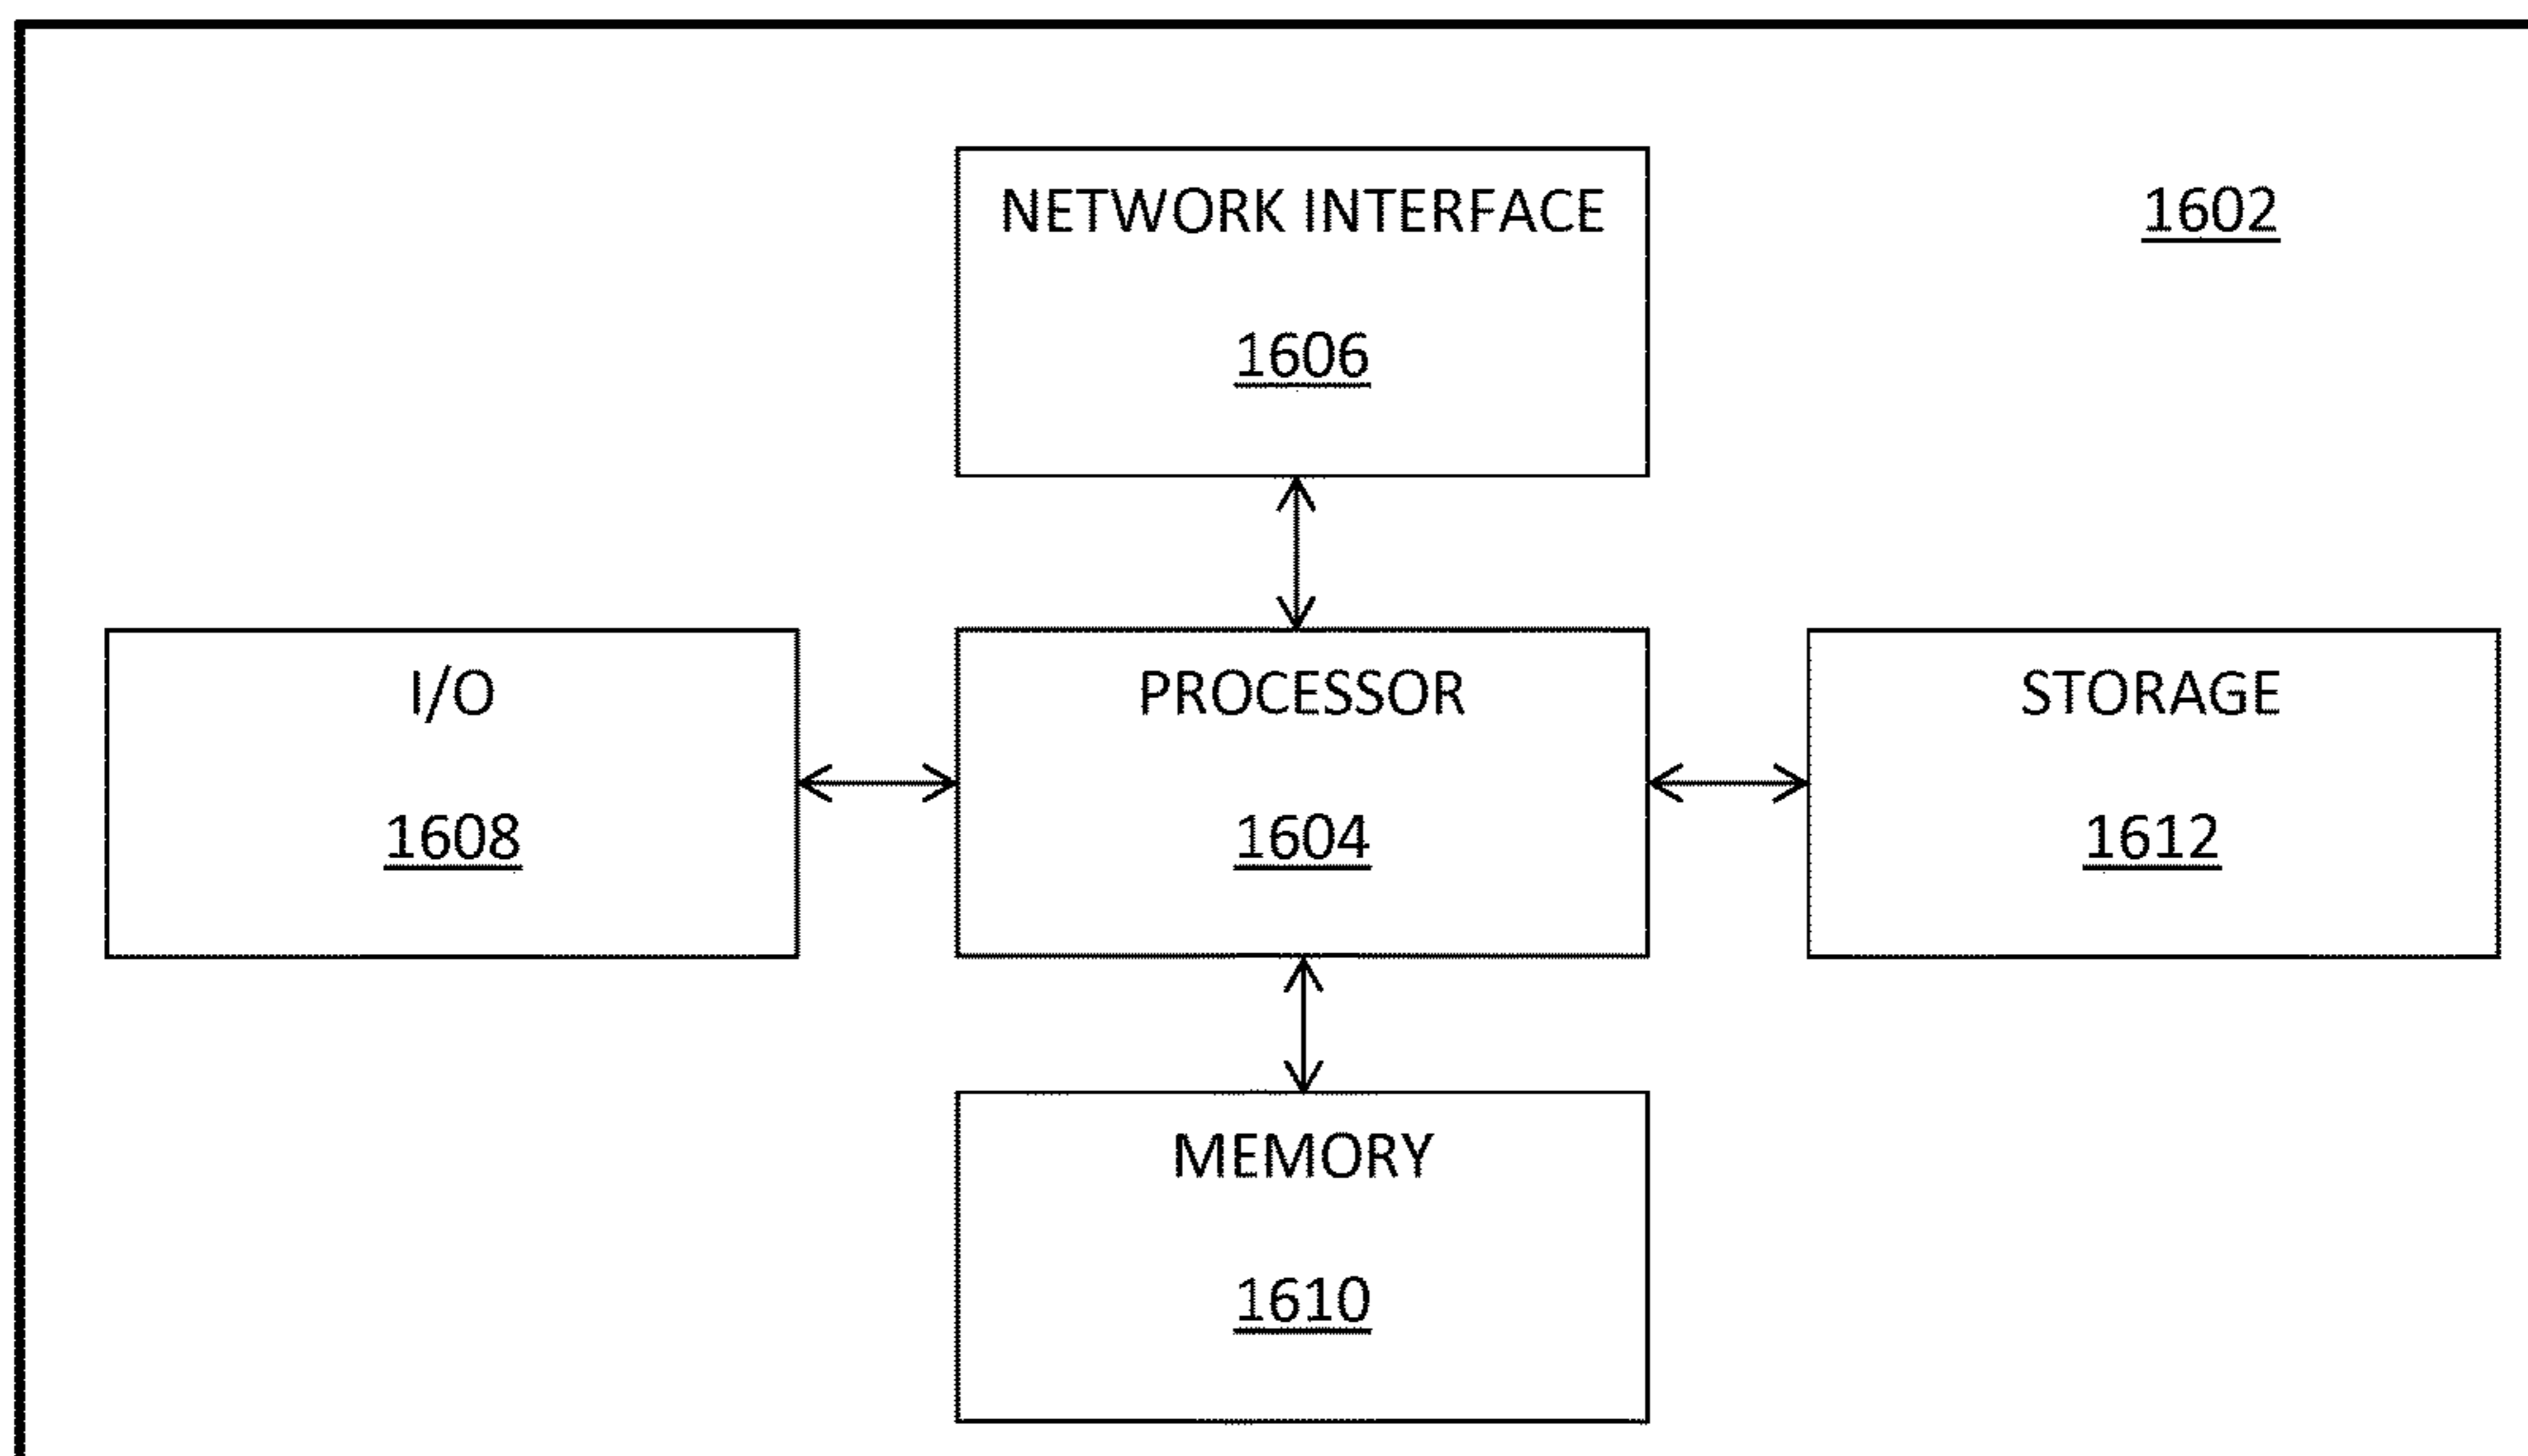 NETWORK INTERFACE
1606
1602
I/O
1608
PROCESSOR
1604
STORAGE
1612
MEMORY
1610